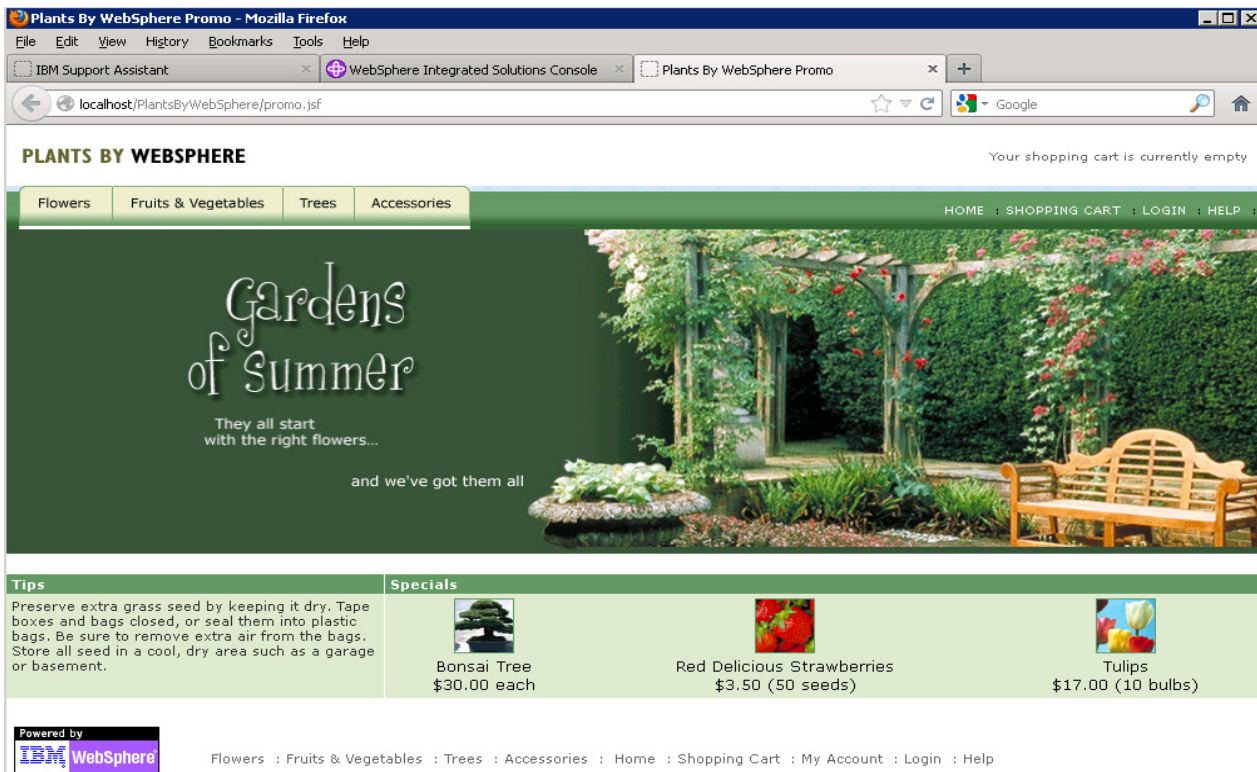 Plants By WebSphere Promo - Mozilla Firefox
File Edit View History Bookmarks Tools Help
IBM Support Assistant × WebSphere Integrated Solutions Console × Plants By WebSphere Promo × +
localhost/PlantsByWebSphere/promo.jsf Google
PLANTS BY WEBSPHERE
Your shopping cart is currently empty
Flowers Fruits & Vegetables Trees Accessories
HOME : SHOPPING CART : LOGIN : HELP :
Gardens
of Summer
They all start
with the right flowers...
and we've got them all
Tips
Preserve extra grass seed by keeping it dry. Tape
boxes and bags closed, or seal them into plastic
bags. Be sure to remove extra air from the bags.
Store all seed in a cool, dry area such as a garage
or basement.
Specials
Bonsai Tree
$30.00 each
Red Delicious Strawberries
$3.50 (50 seeds)
Tulips
$17.00 (10 bulbs)
Powered by
IBM WebSphere
Flowers : Fruits & Vegetables : Trees : Accessories : Home : Shopping Cart : My Account : Login : Help